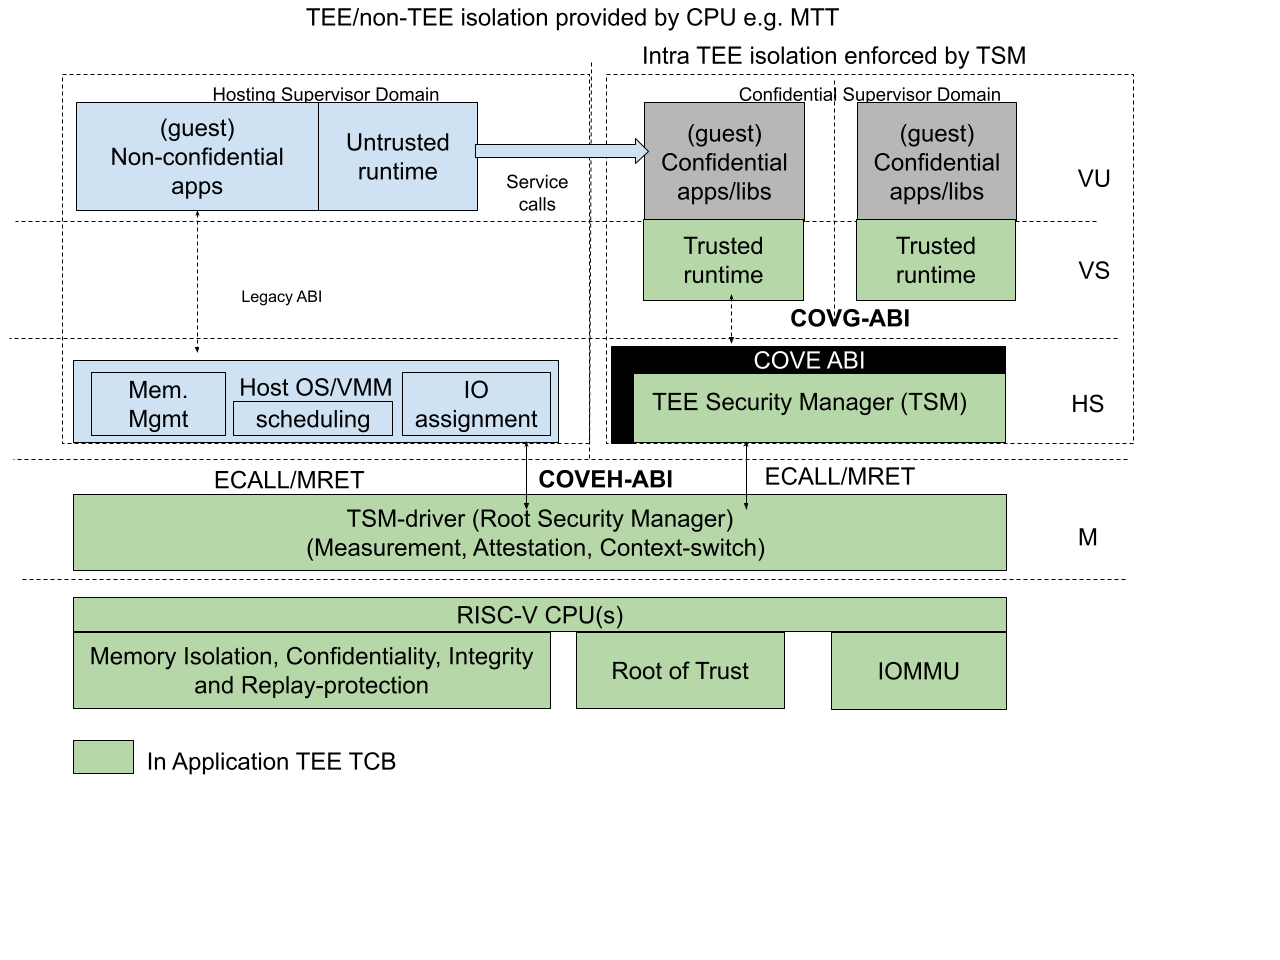 TEE/non-TEE isolation provided by CPU e.g. MTT
Intra TEE isolation enforced by TSM
Hosting Supervisor Domain
Confidential Supervisor Domain
(guest)
Non-confidential
apps
Untrusted
runtime
Service
calls
(guest)
Confidential
apps/libs
(guest)
Confidential
apps/libs
VU
Trusted
runtime
Trusted
runtime
VS
Legacy ABI
COVG-ABI
COVE ABI
Mem.
Mgmt
Host OS/VMM
scheduling
IO
assignment
TEE Security Manager (TSM)
HS
ECALL/MRET
COVEH-ABI
ECALL/MRET
TSM-driver (Root Security Manager)
(Measurement, Attestation, Context-switch)
M
RISC-V CPU(s)
Memory Isolation, Confidentiality, Integrity
and Replay-protection
Root of Trust
IOMMU
In Application TEE TCB